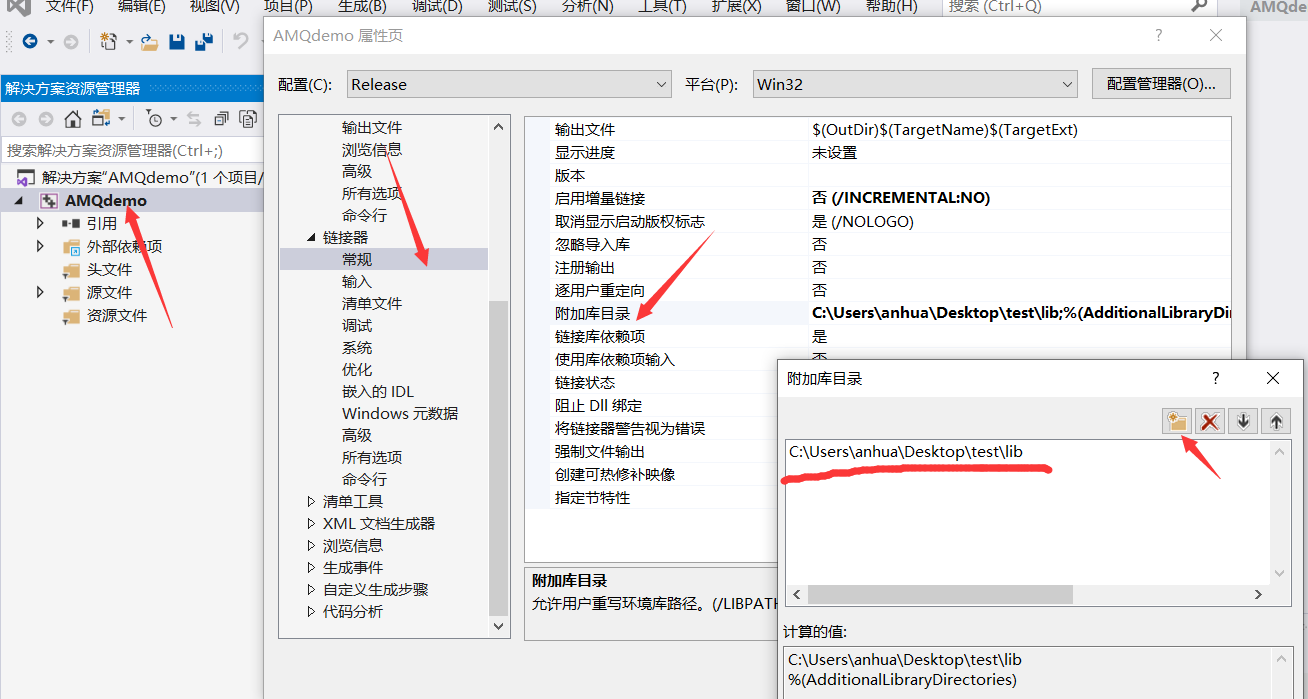 文件(F) 编辑(E) 视图(V) 项目(P) 生成(B) 调试(D) 测试(S) 分析(N) 工具(T) 扩展(X) 窗口(W) 帮助(H) 搜索 (Ctrl+Q) AMQde
解决方案资源管理器
搜索解决方案资源管理器(Ctrl+;)
解决方案"AMQdemo"(1 个项目/
AMQdemo
引用
外部依赖项
头文件
源文件
资源文件
AMQdemo 属性页
?
配置(C): Release 平台(P): Win32 配置管理器(O)...
输出文件
浏览信息
高级
所有选项
命令行
链接器
常规
输入
清单文件
调试
系统
优化
嵌入的 IDL
Windows 元数据
高级
所有选项
命令行
清单工具
XML 文档生成器
浏览信息
生成事件
自定义生成步骤
代码分析
输出文件 $(OutDir)$(TargetName)$(TargetExt)
显示进度 未设置
版本
启用增量链接 否 (/INCREMENTAL:NO)
取消显示启动版权标志 是 (/NOLOGO)
忽略导入库 否
注册输出 否
逐用户重定向 否
附加库目录 C:\Users\anhua\Desktop\test\lib;%(AdditionalLibraryDi
链接库依赖项 是
使用库依赖项输入 否
链接状态
阻止 Dll 绑定
将链接器警告视为错误
强制文件输出
创建可热修补映像
指定节特性
附加库目录
允许用户重写环境库路径。(/LIBPATH
附加库目录
?
C:\Users\anhua\Desktop\test\lib
计算的值:
C:\Users\anhua\Desktop\test\lib
%(AdditionalLibraryDirectories)